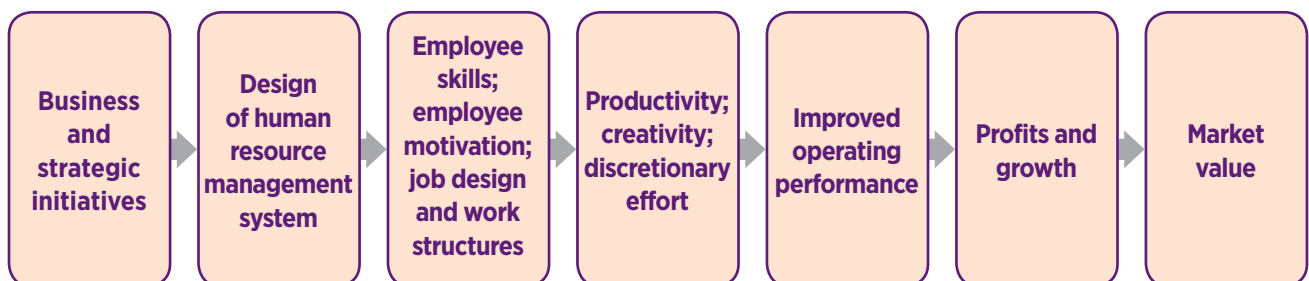 Business
and
strategic
initiatives
Design
of human
resource
management
system
Employee
skills;
employee
motivation;
job design
and work
structures
Productivity;
creativity;
discretionary
effort
Improved
operating
performance
Profits and
growth
Market
value